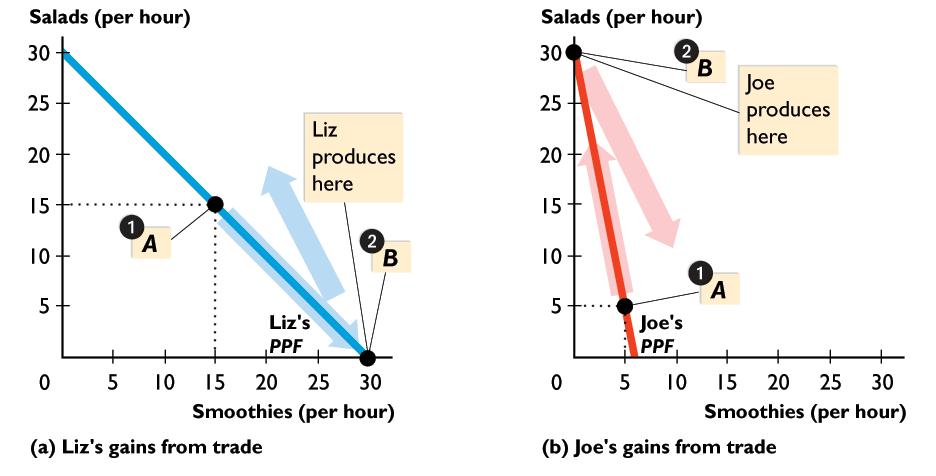 Salads (per hour)
30
25
20
15
10
5
0
5
10
15
20
25
30
Smoothies (per hour)
1
A
Liz
produces
here
2
B
Liz's
PPF
(a) Liz's gains from trade
Salads (per hour)
30
25
20
15
10
5
0
5
10
15
20
25
30
Smoothies (per hour)
2
B
Joe
produces
here
1
A
Joe's
PPF
(b) Joe's gains from trade